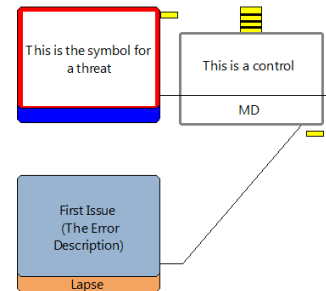 This is the symbol for
a threat
This is a control
MD
First Issue
(The Error
Description)
Lapse